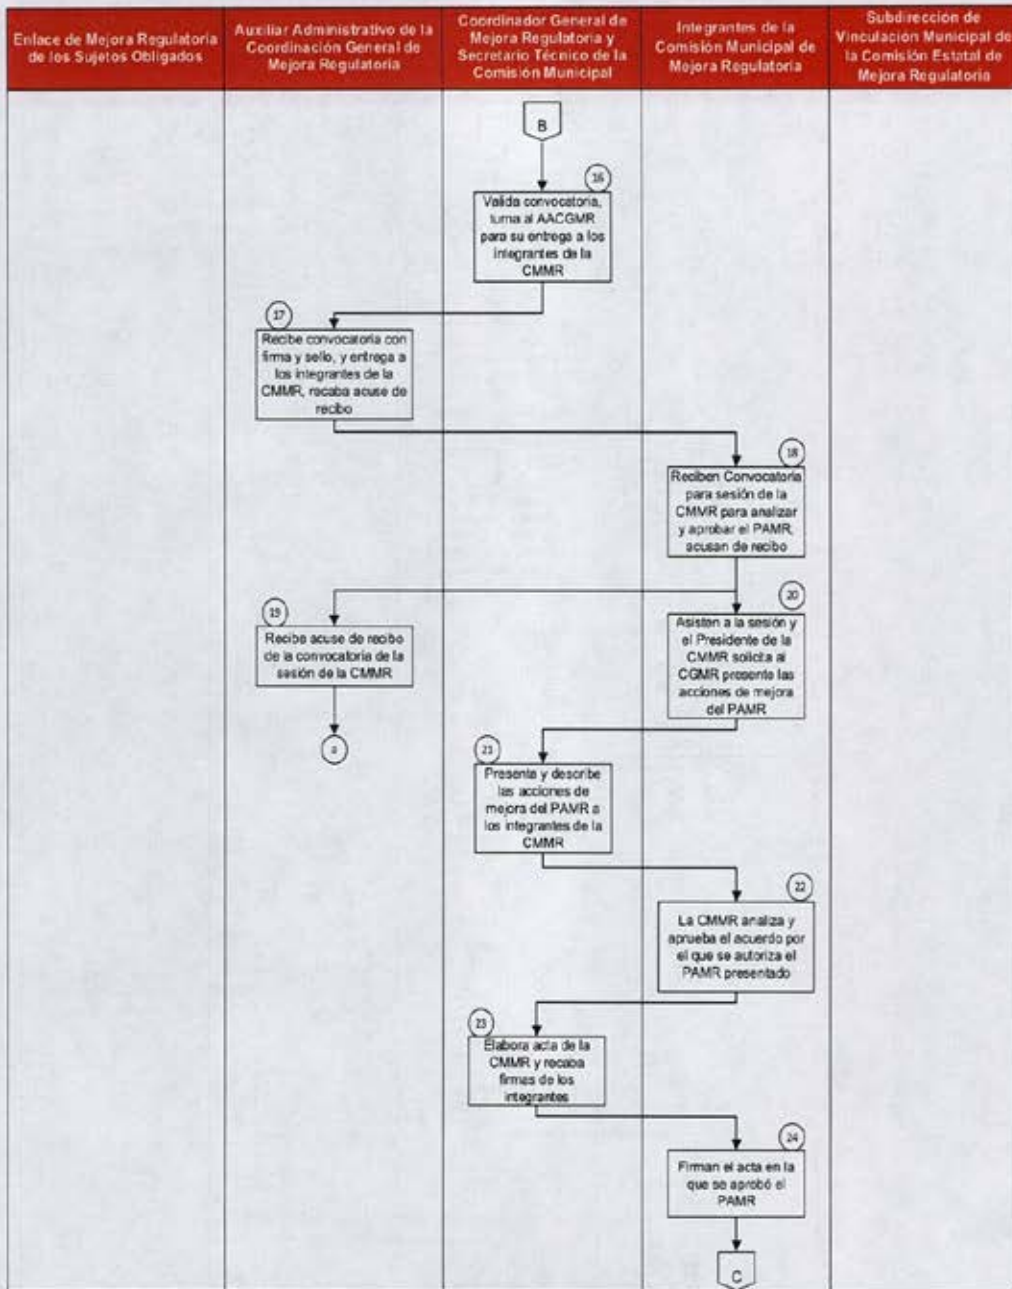 Enlace de Mejora Regulatoria
de los Sujetos Obligados
Auxiliar Administrativo de la
Coordinación General de
Mejora Regulatoria
Coordinador General de
Mejora Regulatoria y
Secretario Técnico de la
Comisión Municipal
Integrantes de la
Comisión Municipal de
Mejora Regulatoria
Subdirección de
Vinculación Municipal de
la Comisión Estatal de
Mejora Regulatoria
B
16
Valida convocatoria,
turna al AACGMR
para su entrega a los
integrantes de la
CMMR
17
Recibe convocatoria con
firma y sello, y entrega a
los integrantes de la
CMMR, recaba acuse de
recibo
18
Reciben Convocatoria
para sesión de la
CMMR para analizar
y aprobar el PAMR,
acusan de recibo
19
Recibe acuse de recibo
de la convocatoria de la
sesión de la CMMR
a
20
Asisten a la sesión y
el Presidente de la
CMMR solicita al
CGMR presente las
acciones de mejora
del PAMR
21
Presenta y describe
las acciones de
mejora del PAMR a
los integrantes de la
CMMR
22
La CMMR analiza y
aprueba el acuerdo por
el que se autoriza el
PAMR presentado
23
Elabora acta de la
CMMR y recaba
firmas de los
integrantes
24
Firman el acta en la
que se aprobó el
PAMR
C